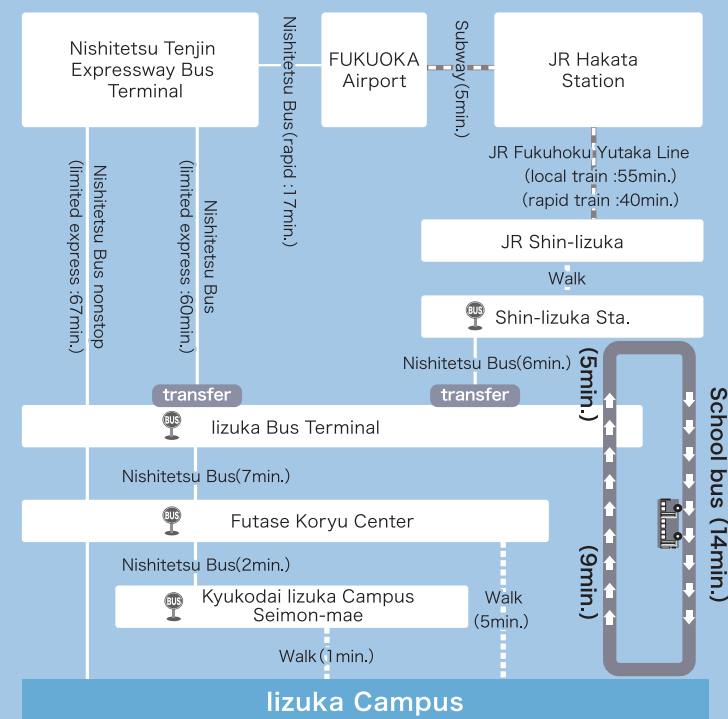 Nishitetsu Tenjin
Expressway Bus
Terminal
Nishitetsu Bus(rapid :17min.)
FUKUOKA
Airport
Subway(5min.)
JR Hakata
Station
JR Fukuhoku Yutaka Line
(local train :55min.)
(rapid train :40min.)
JR Shin-Iizuka
Walk
BUS
Shin-Iizuka Sta.
Nishitetsu Bus nonstop
(limited express :67min.)
Nishitetsu Bus
(limited express :60min.)
Nishitetsu Bus(6min.)
transfer
transfer
BUS
Iizuka Bus Terminal
Nishitetsu Bus(7min.)
BUS
Futase Koryu Center
Nishitetsu Bus(2min.)
BUS
Kyukodai Iizuka Campus
Seimon-mae
Walk
(5min.)
Walk(1min.)
(5min.)
(9min.)
School bus (14min.)
Iizuka Campus